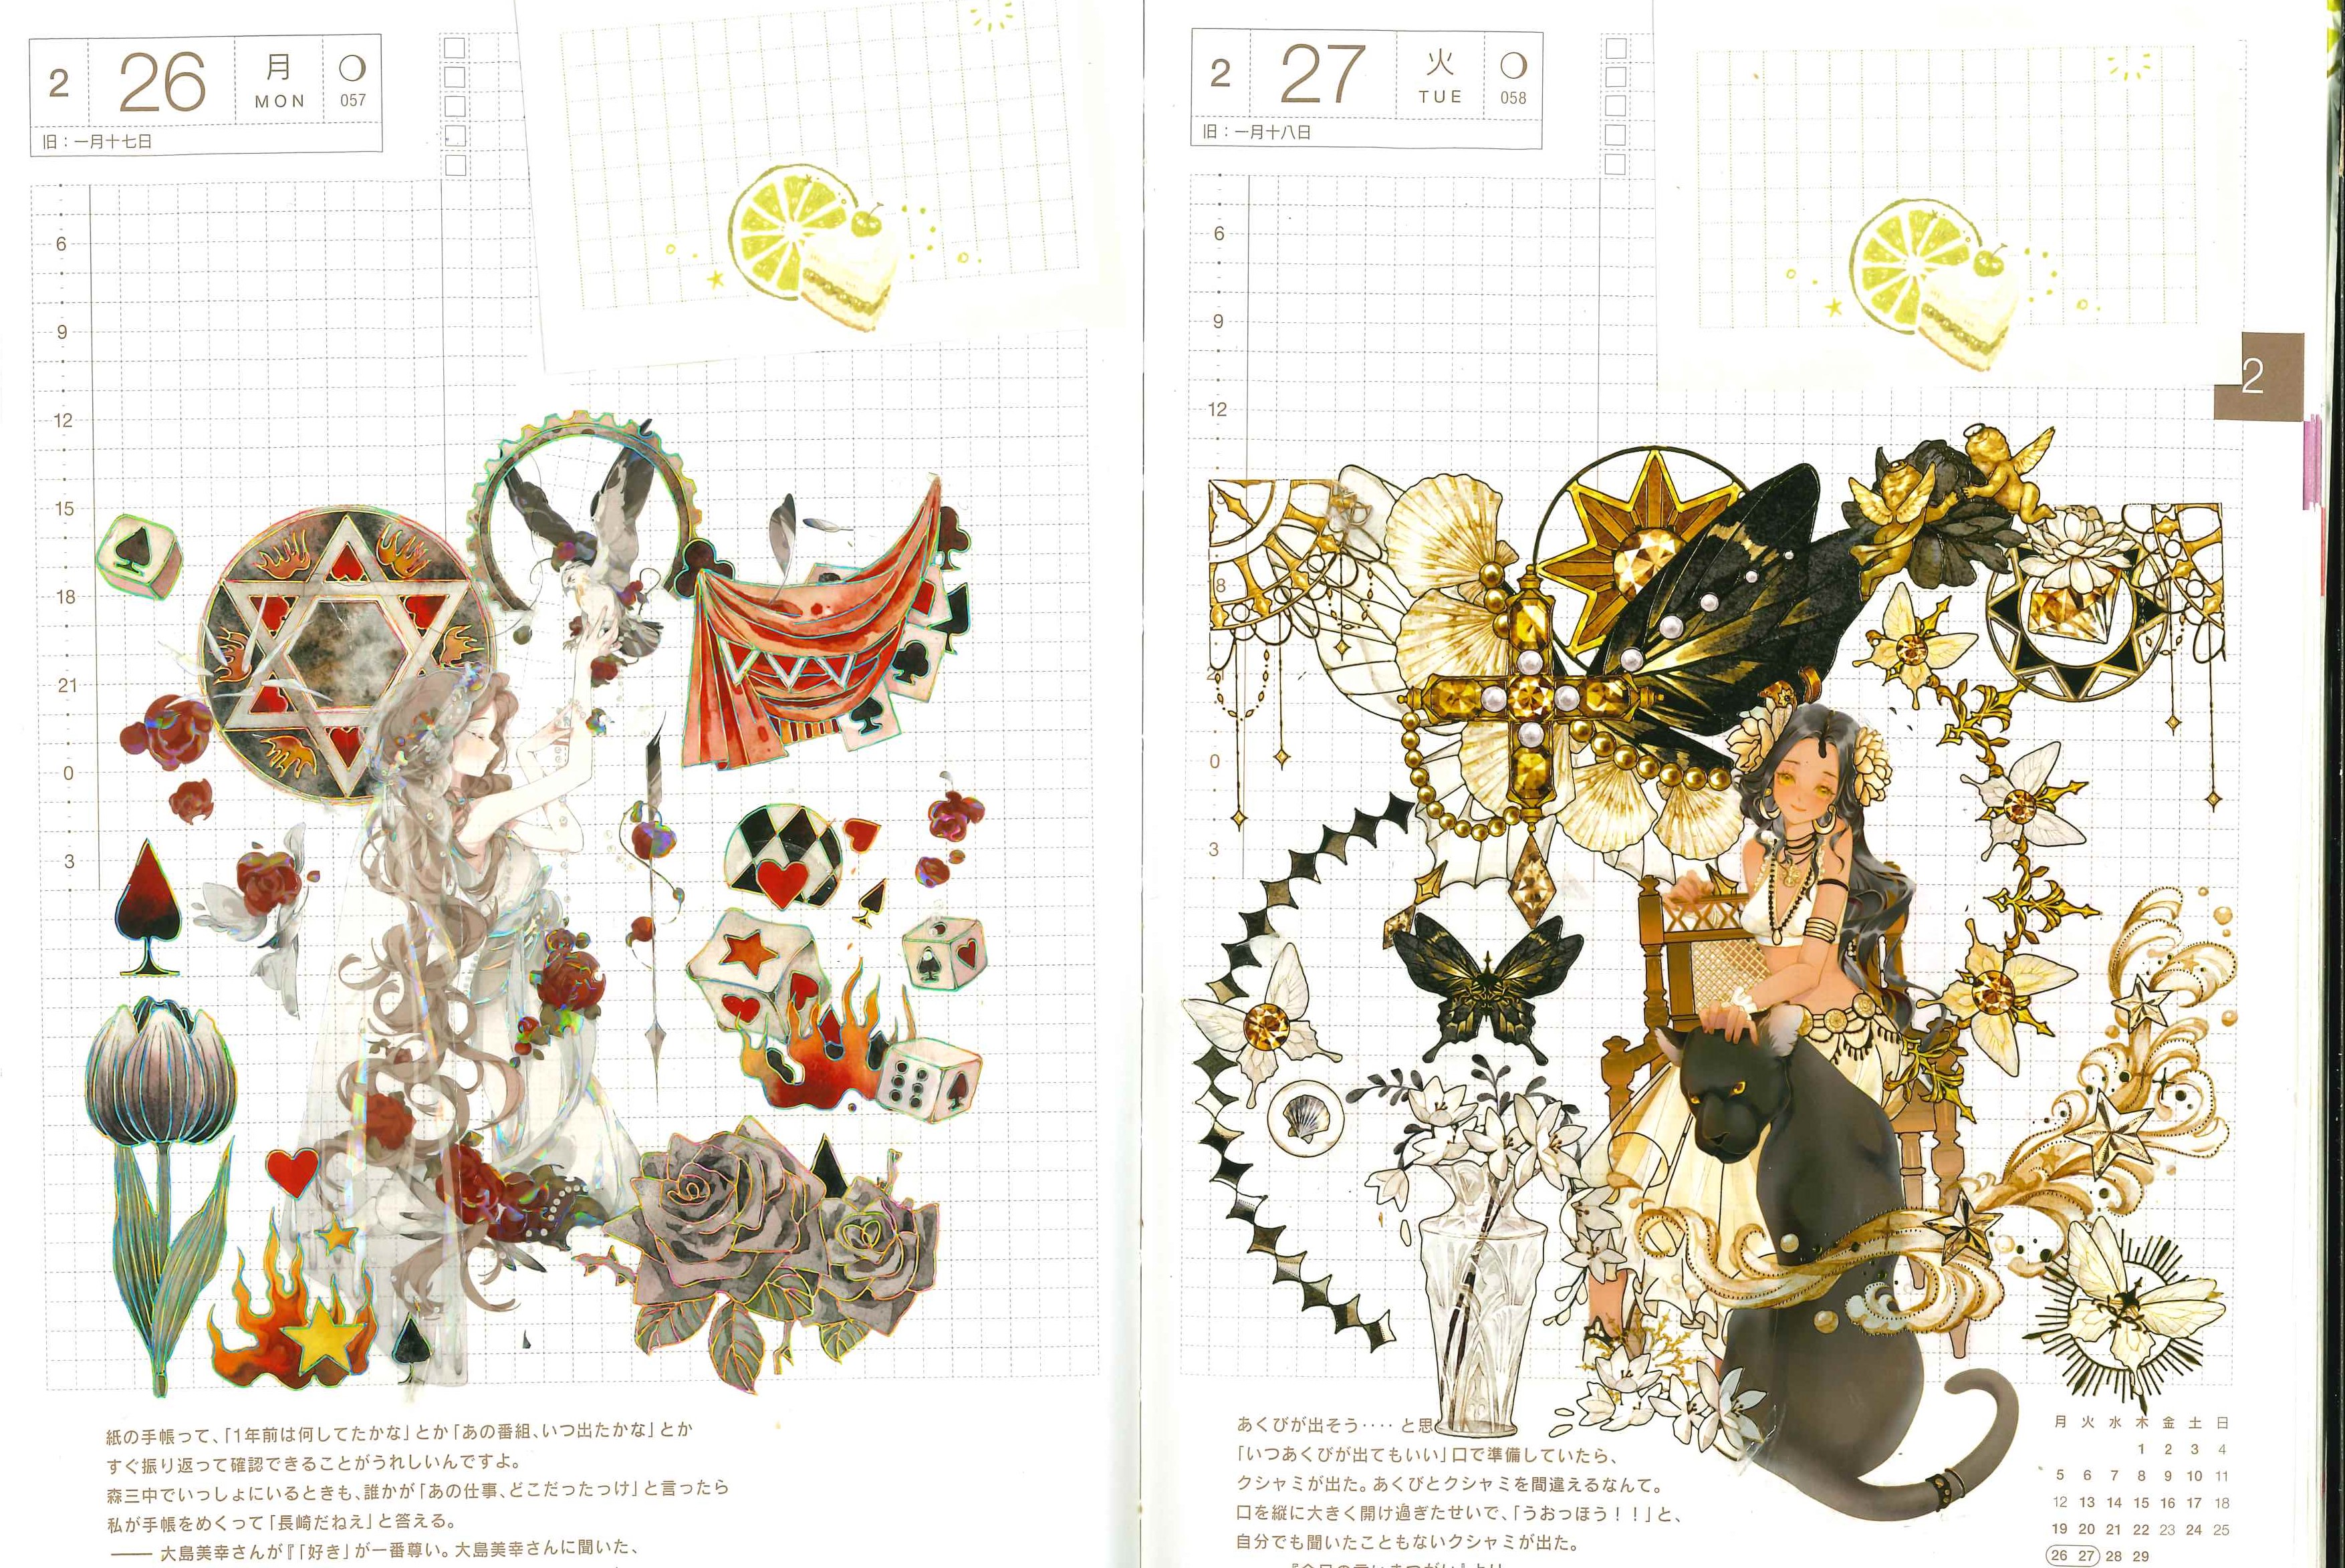 2 26 月 MON 057
旧：一月十七日
6
9
12
15
18
21
0
3
紙の手帳って、「1年前は何してたかな」とか「あの番組、いつ出たかな」とか
すぐ振り返って確認できることがうれしいんですよ。
森三中でいっしょにいるときも、誰かが「あの仕事、どこだったっけ」と言ったら
私が手帳をめくって「長崎だねえ」と答える。
── 大島美幸さんが『「好き」が一番尊い。大島美幸さんに聞いた、
2 27 火 TUE 058
旧：一月十八日
2
6
9
12
8
2
0
3
あくびが出そう‥‥と思
「いつあくびが出てもいい」口で準備していたら、
クシャミが出た。あくびとクシャミを間違えるなんて。
口を縦に大きく開け過ぎたせいで、「うおっほう！！」と、
自分でも聞いたこともないクシャミが出た。
月 火 水 木 金 土 日
1 2 3 4
5 6 7 8 9 10 11
12 13 14 15 16 17 18
19 20 21 22 23 24 25
26 27 28 29